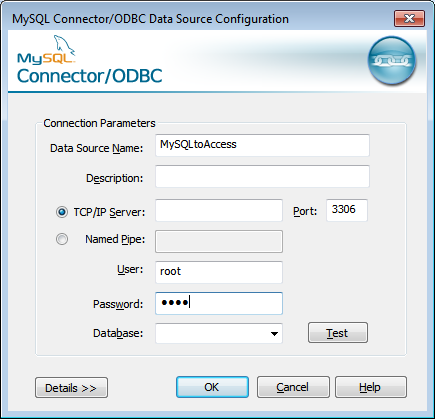 MySQL Connector/ODBC Data Source Configuration
MySQL
Connector/ODBC
Connection Parameters
Data Source Name: MySQLtoAccess
Description:
TCP/IP Server: Port: 3306
Named Pipe:
User: root
Password: ••••
Database: Test
Details >> OK Cancel Help